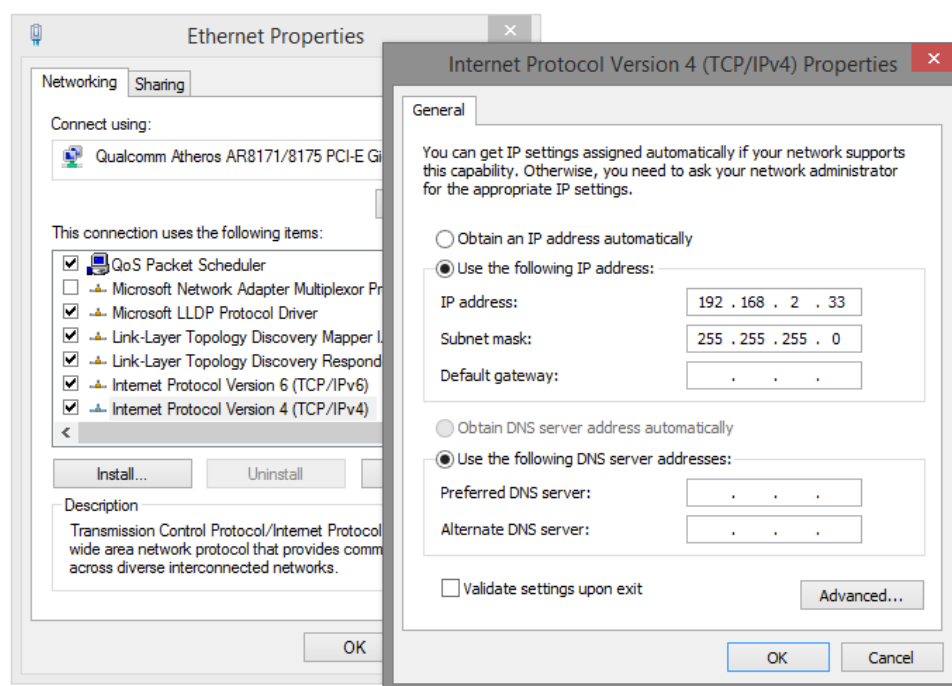 Ethernet Properties
Networking
Sharing
Connect using:
Qualcomm Atheros AR8171/8175 PCI-E
This connection uses the following items:
QoS Packet Scheduler
Microsoft Network Adapter Multiplexor
Microsoft LLDP Protocol Driver
Link-Layer Topology Discovery Mapper
Link-Layer Topology Discovery
Internet Protocol Version 6 (TCP/IPv6)
Internet Protocol Version 4 (TCP/IPv4)
Install...
Uninstall
Description
Transmission Control Protocol/Internet Protocol
wide area network protocol that provides
across diverse interconnected networks.
OK
Internet Protocol Version 4 (TCP/IPv4) Properties
General
You can get IP settings assigned automatically if your network supports
this capability. Otherwise, you need to ask your network administrator
for the appropriate IP settings.
Obtain an IP address automatically
Use the following IP address:
IP address:
192 . 168 . 2 . 33
Subnet mask:
255 . 255 . 255 . 0
Default gateway:
. . .
Obtain DNS server address automatically
Use the following DNS server addresses:
Preferred DNS server:
. . .
Alternate DNS server:
. . .
Validate settings upon exit
Advanced...
OK
Cancel